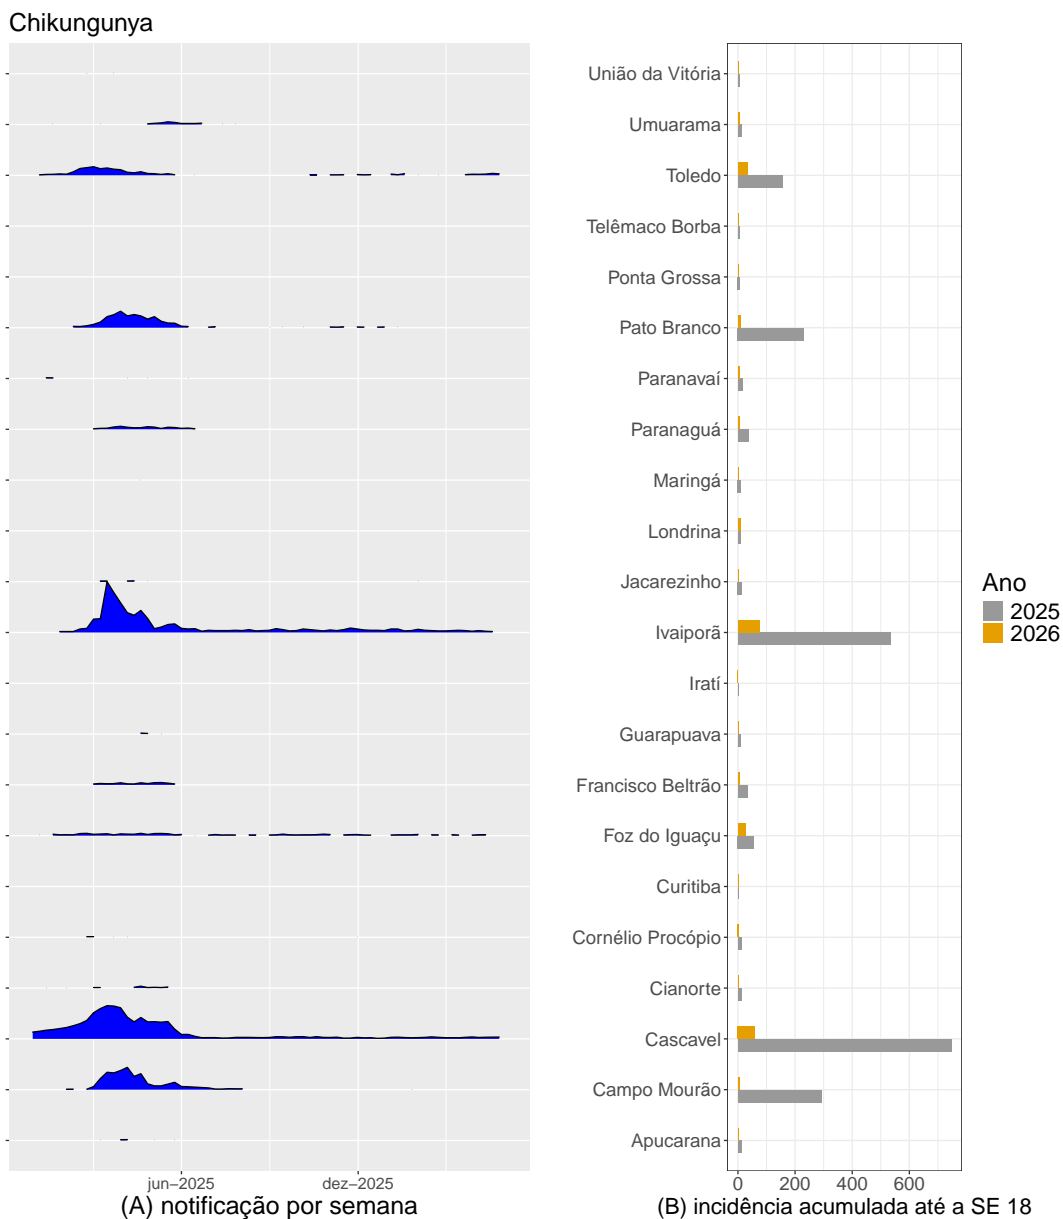 Chikungunya
União da Vitória
Umuarama
Toledo
Telêmaco Borba
Ponta Grossa
Pato Branco
Paranavaí
Paranaguá
Maringá
Londrina
Jacarezinho
Ivaiporã
Iratí
Guarapuava
Francisco Beltrão
Foz do Iguaçu
Curitiba
Cornélio Procópio
Cianorte
Cascavel
Campo Mourão
Apucarana
Ano
2025
2026
jun–2025 dez–2025
0 200 400 600
(A) notificação por semana
(B) incidência acumulada até a SE 18